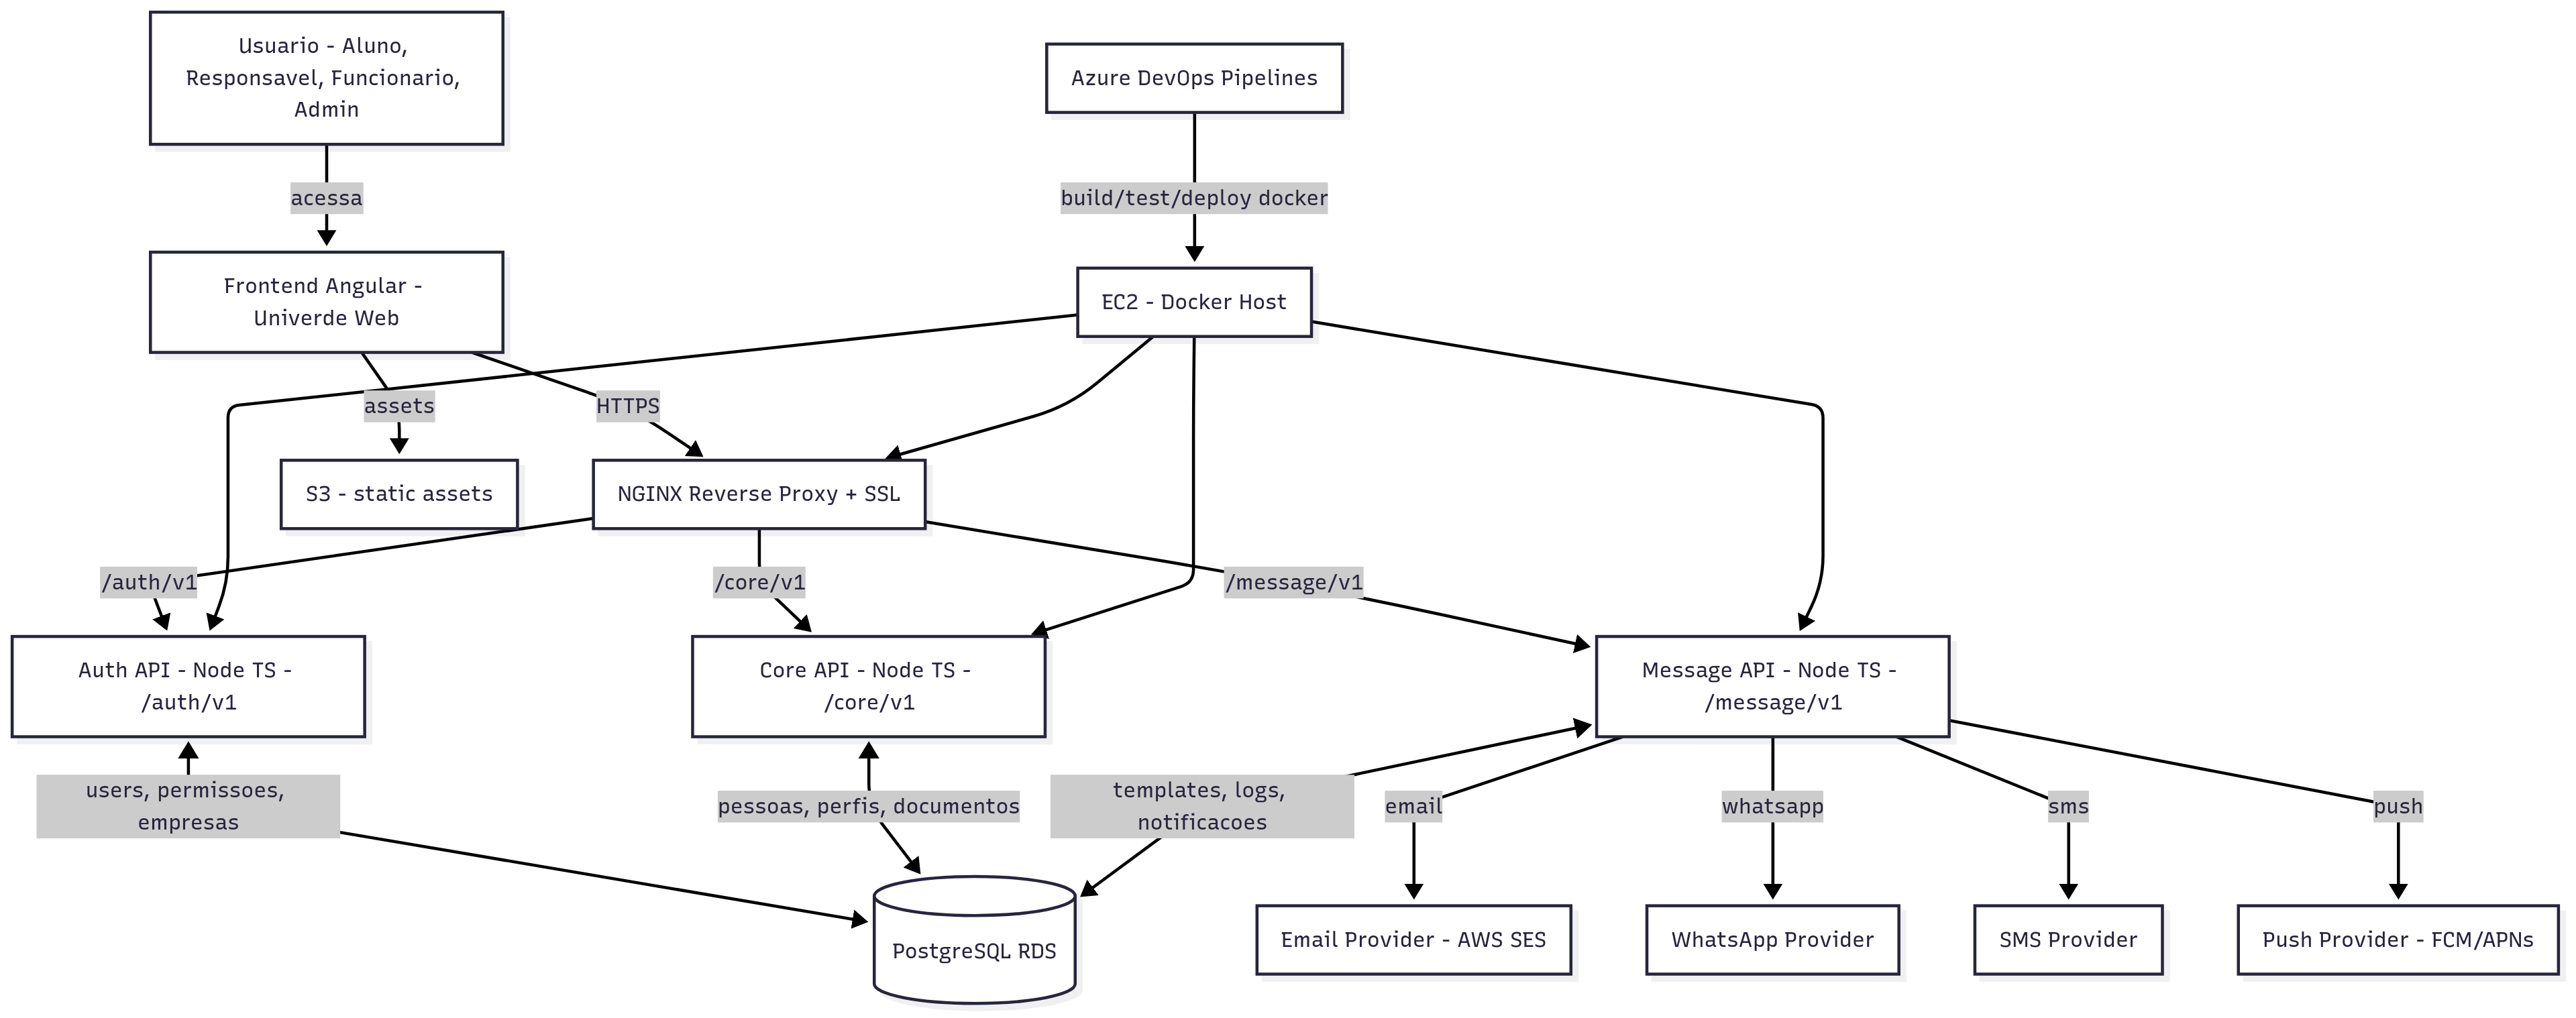 Usuario - Aluno,
Responsavel, Funcionario,
Admin
Azure DevOps Pipelines
acessa
build/test/deploy docker
Frontend Angular -
Univerde Web
EC2 - Docker Host
assets
HTTPS
S3 - static assets
NGINX Reverse Proxy + SSL
/auth/v1
/core/v1
/message/v1
Auth API - Node TS -
/auth/v1
Core API - Node TS -
/core/v1
Message API - Node TS -
/message/v1
users, permissoes,
empresas
pessoas, perfis, documentos
templates, logs,
notificacoes
email
whatsapp
sms
push
PostgreSQL RDS
Email Provider - AWS SES
WhatsApp Provider
SMS Provider
Push Provider - FCM/APNs